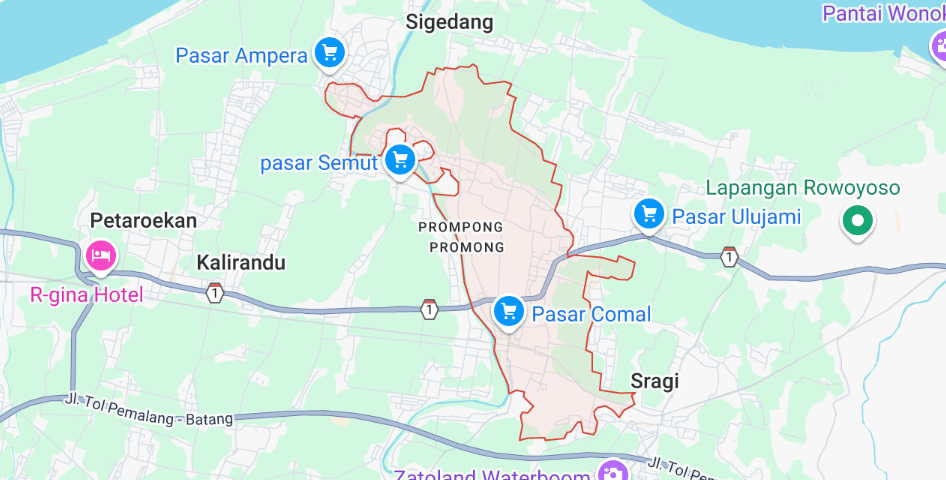 Sigedang
Pantai Wonok
Pasar Ampera
pasar Semut
Lapangan Rowoyoso
Petaroekan
Pasar Ulujami
PROMPONG
PROMONG
Kalirandu
1
R-gina Hotel
1
1
Pasar Comal
Sragi
Jl. Tol Pemalang - Batang
Jl. Tol Pema
Zatoland Waterboom